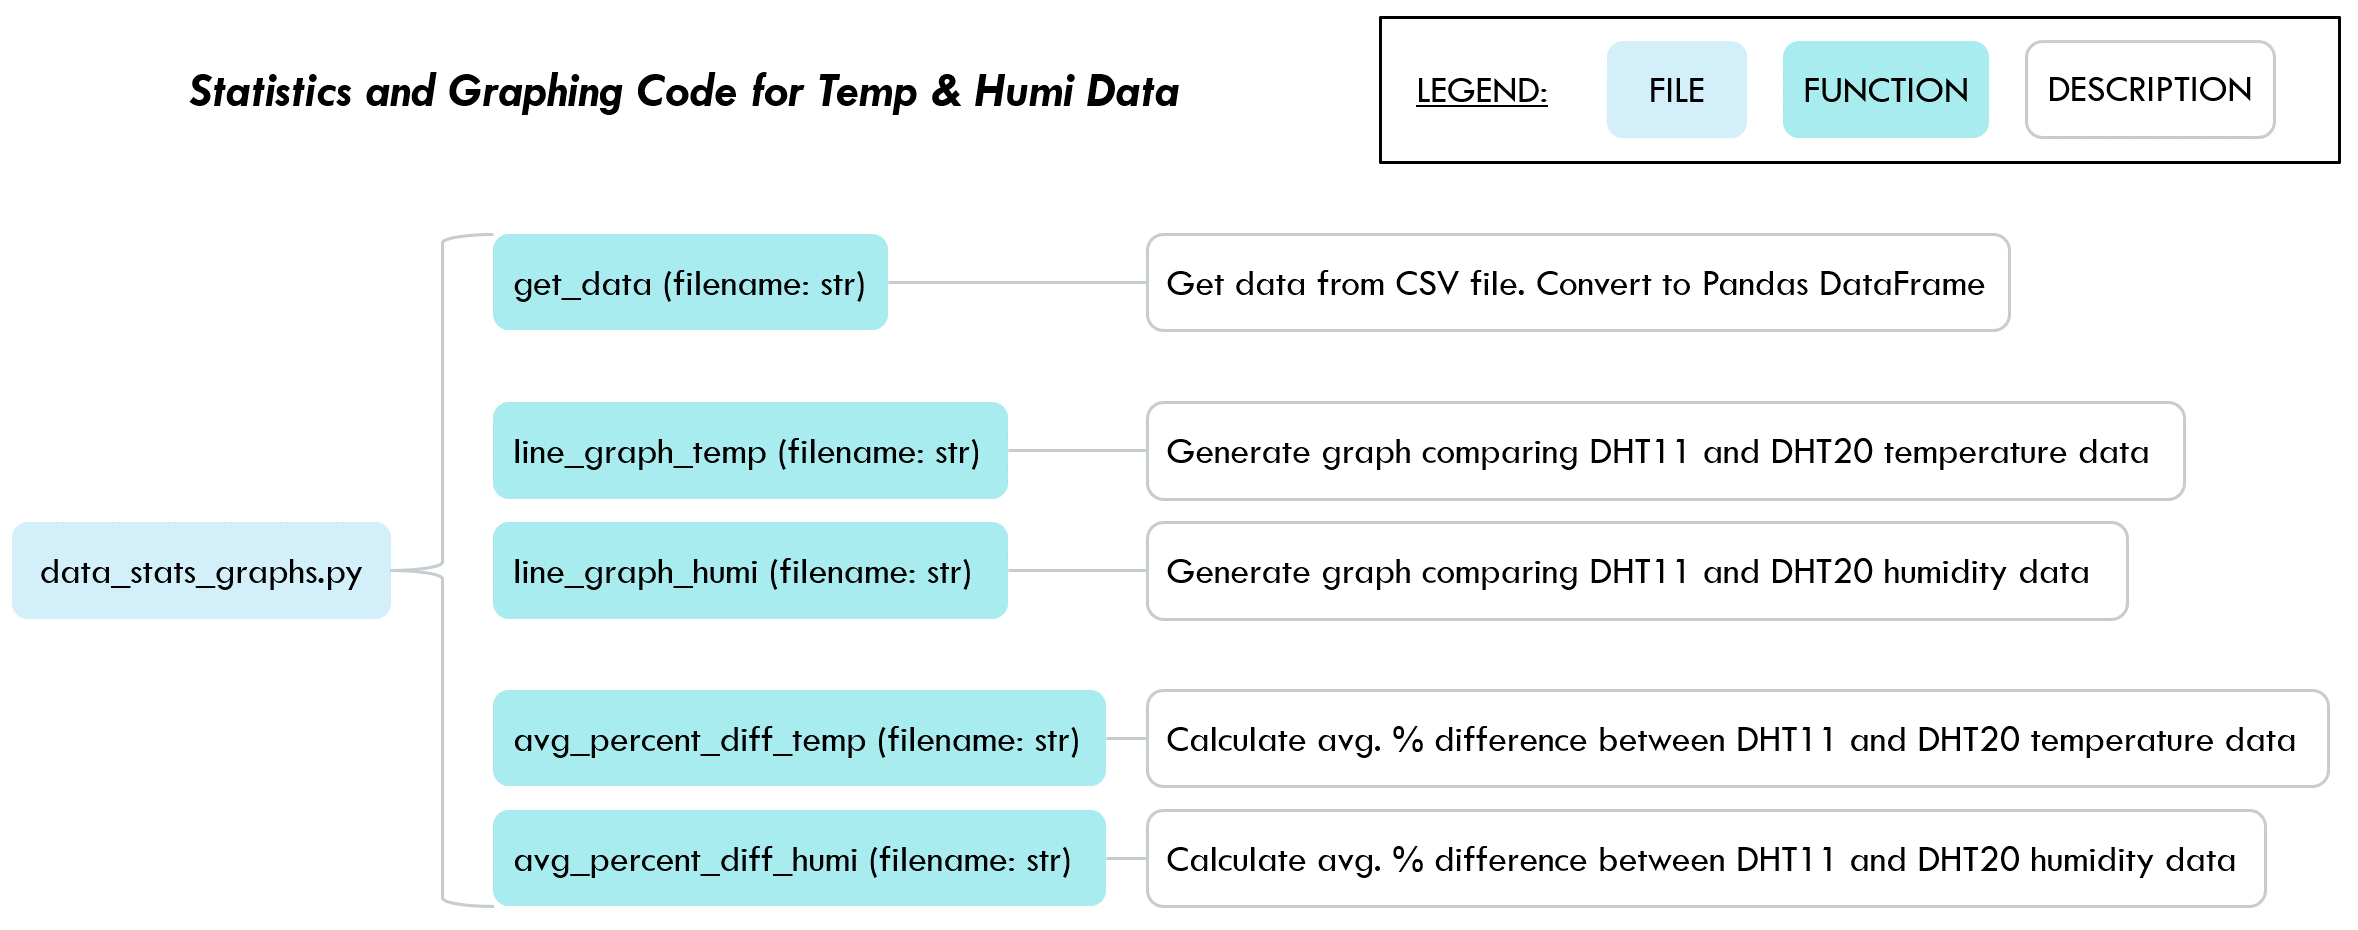 Statistics and Graphing Code for Temp & Humi Data
LEGEND:
FILE
FUNCTION
DESCRIPTION
data_stats_graphs.py
get_data (filename: str)
Get data from CSV file. Convert to Pandas DataFrame
line_graph_temp (filename: str)
Generate graph comparing DHT11 and DHT20 temperature data
line_graph_humi (filename: str)
Generate graph comparing DHT11 and DHT20 humidity data
avg_percent_diff_temp (filename: str)
Calculate avg. % difference between DHT11 and DHT20 temperature data
avg_percent_diff_humi (filename: str)
Calculate avg. % difference between DHT11 and DHT20 humidity data